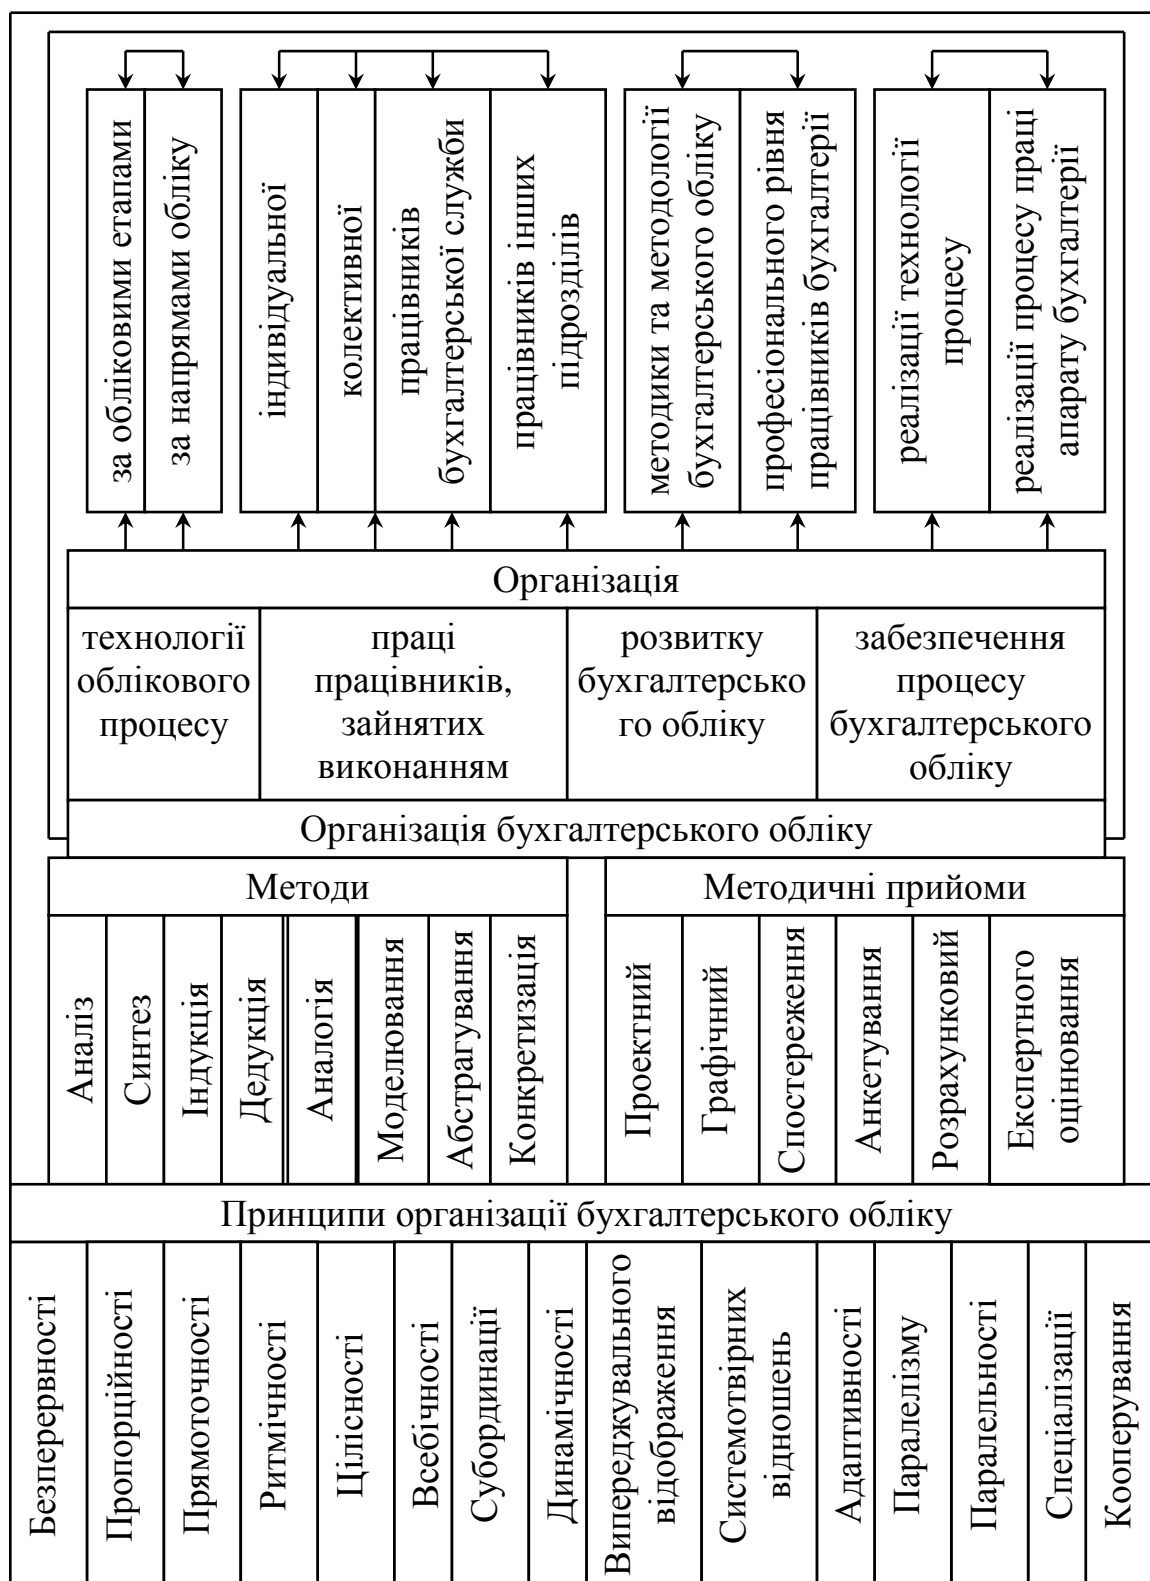 за обліковими етапами
за напрямами обліку
індивідуальної
колективної
працівників
бухгалтерської служби
працівників інших
підрозділів
методики та методології
бухгалтерського обліку
професіонального рівня
працівників бухгалтерії
реалізації технології
процесу
реалізації процесу праці
апарату бухгалтерії
Організація
технології
облікового
процесу
праці
працівників,
зайнятих
виконанням
розвитку
бухгалтерсько
го обліку
забезпечення
процесу
бухгалтерського
обліку
Організація бухгалтерського обліку
Методи
Методичні прийоми
Аналіз
Синтез
Індукція
Дедукція
Аналогія
Моделювання
Абстрагування
Конкретизація
Проектний
Графічний
Спостереження
Анкетування
Розрахунковий
Експертного
оцінювання
Принципи організації бухгалтерського обліку
Безперервності
Пропорційності
Прямоточності
Ритмічності
Цілісності
Всебічності
Субординації
Динамічності
Випереджувального
відображення
Системотвірних
відношень
Адаптивності
Паралелізму
Паралельності
Спеціалізації
Кооперування